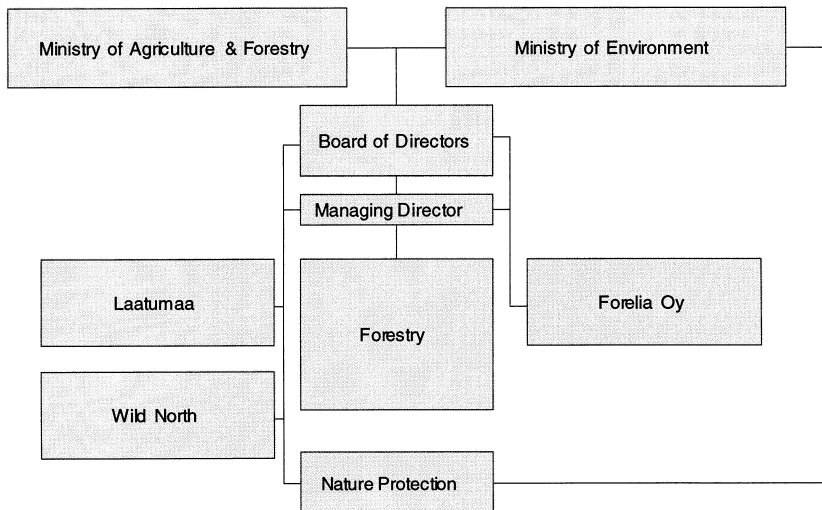 Ministry of Agriculture & Forestry
Ministry of Environment
Board of Directors
Managing Director
Laatumaa
Forestry
Forelia Oy
Wild North
Nature Protection